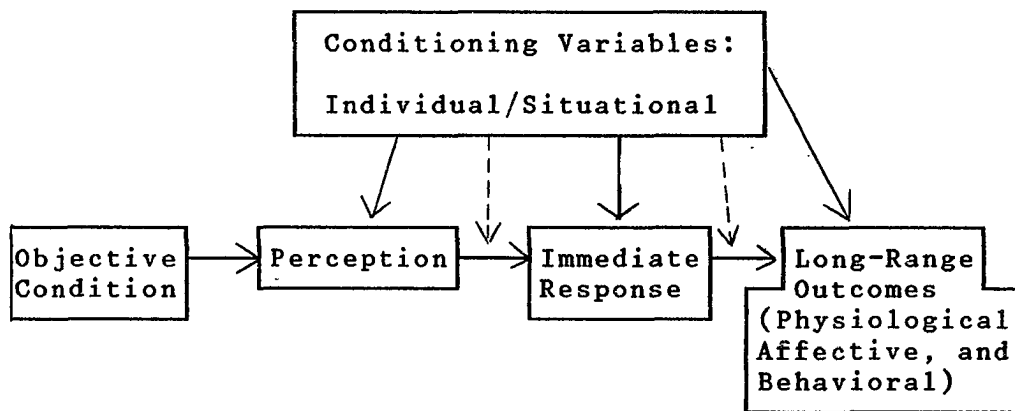 Conditioning Variables:
Individual/Situational
Objective
Condition
Perception
Immediate
Response
Long-Range
Outcomes
(Physiological
Affective, and
Behavioral)